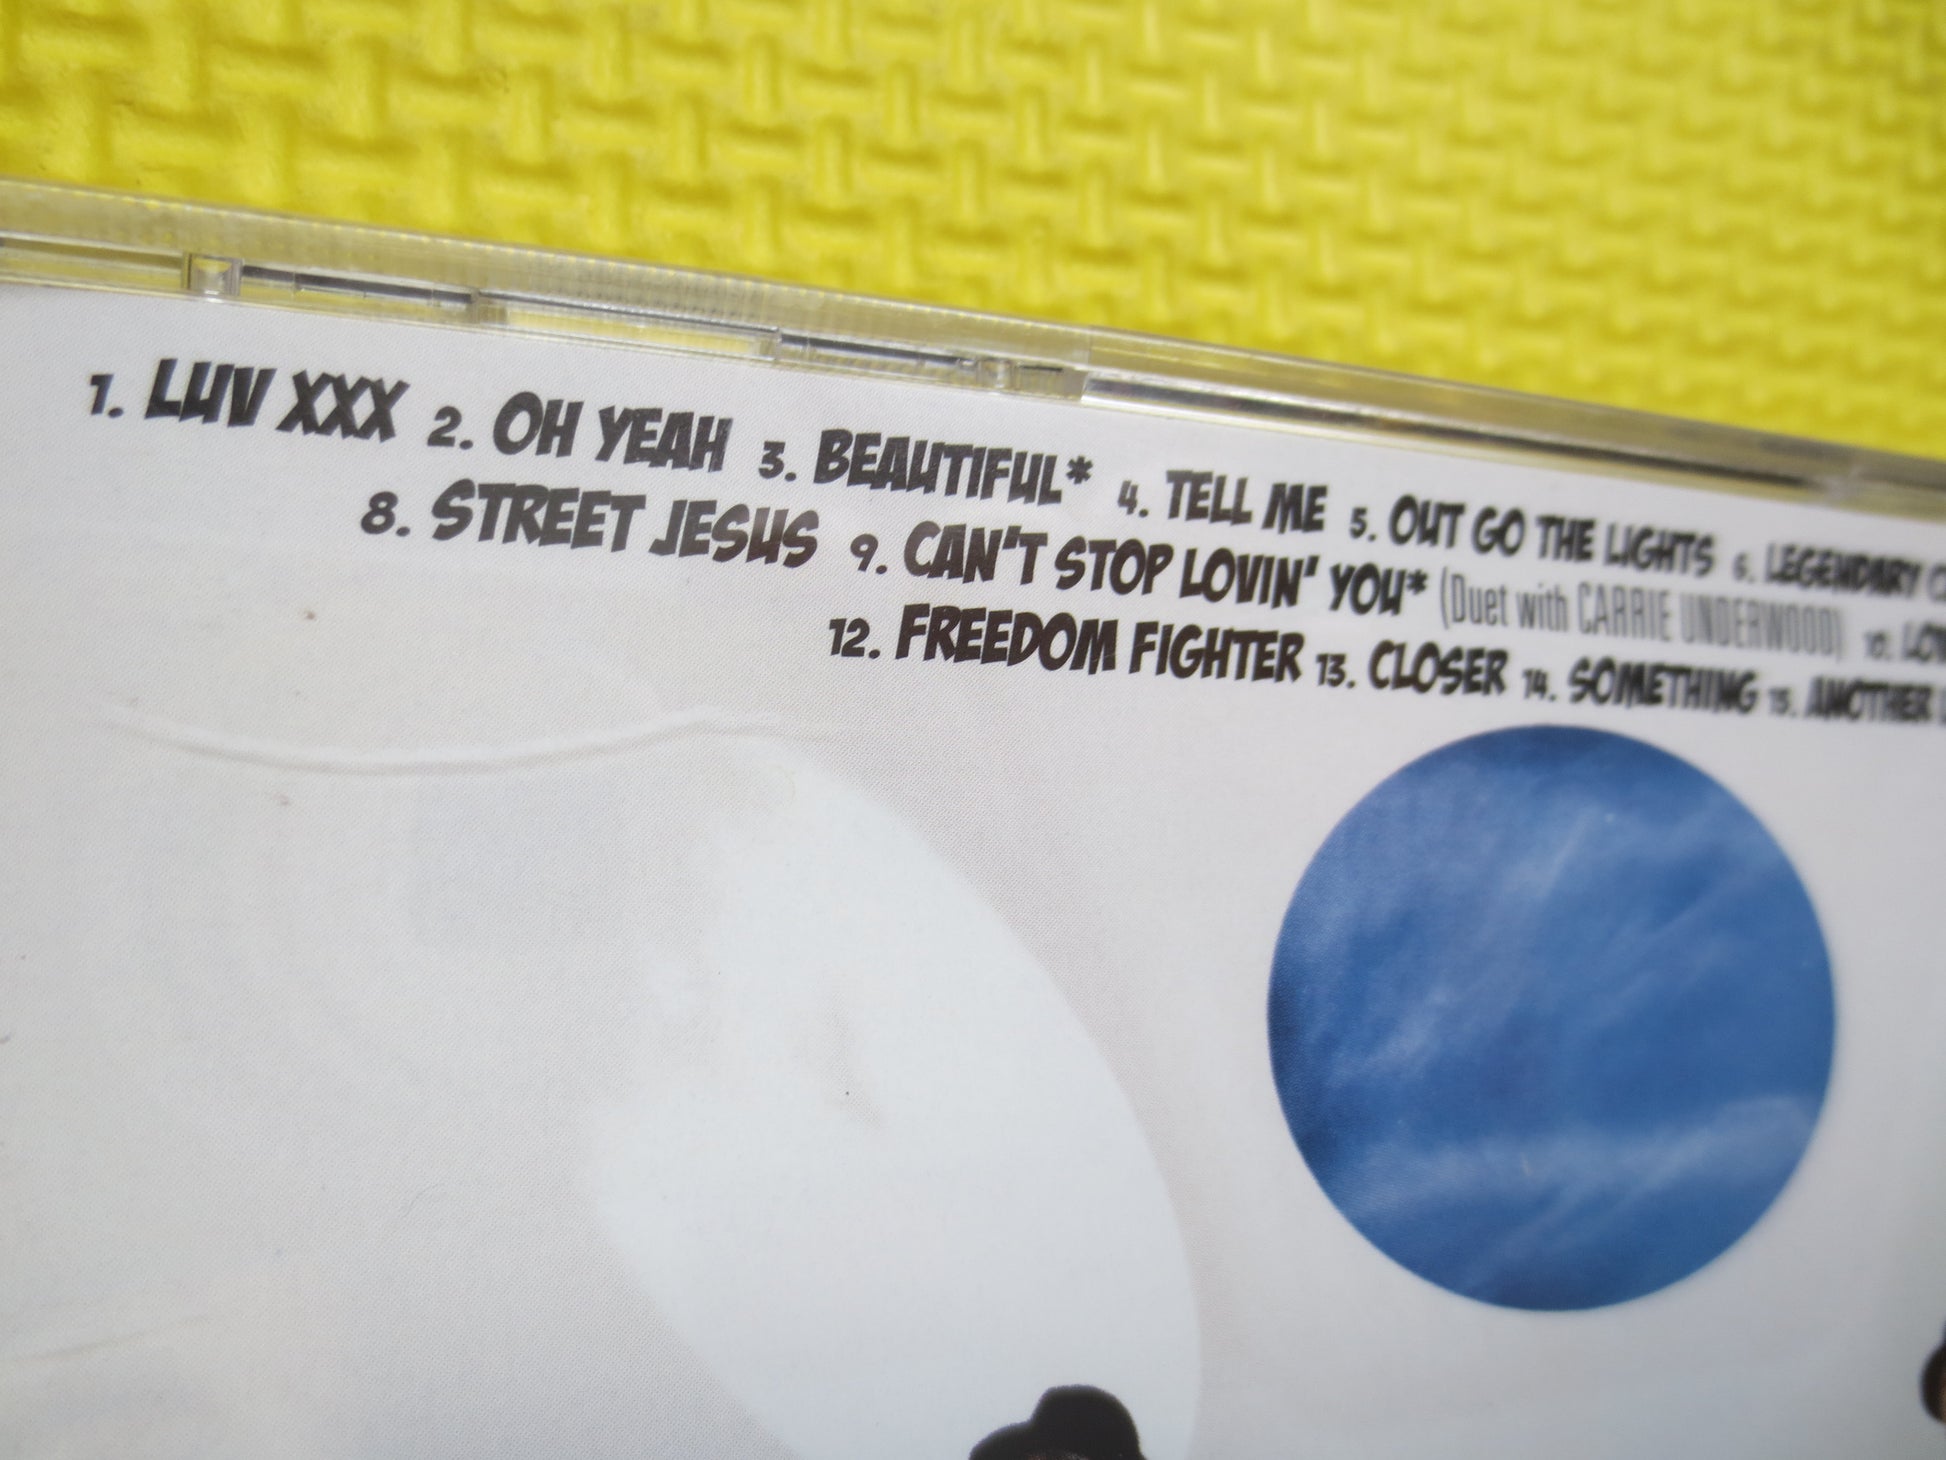 1. LUV XXX 2. OH YEAH 3. BEAUTIFUL* 4. TELL ME 5. OUT GO THE LIGHTS 6. LEGENDARY
8. STREET JESUS 9. CAN'T STOP LOVIN' YOU* (Duet with CARRIE UNDERWOOD) 10.
12. FREEDOM FIGHTER 13. CLOSER 14. SOMETHING 15. ANOTHER